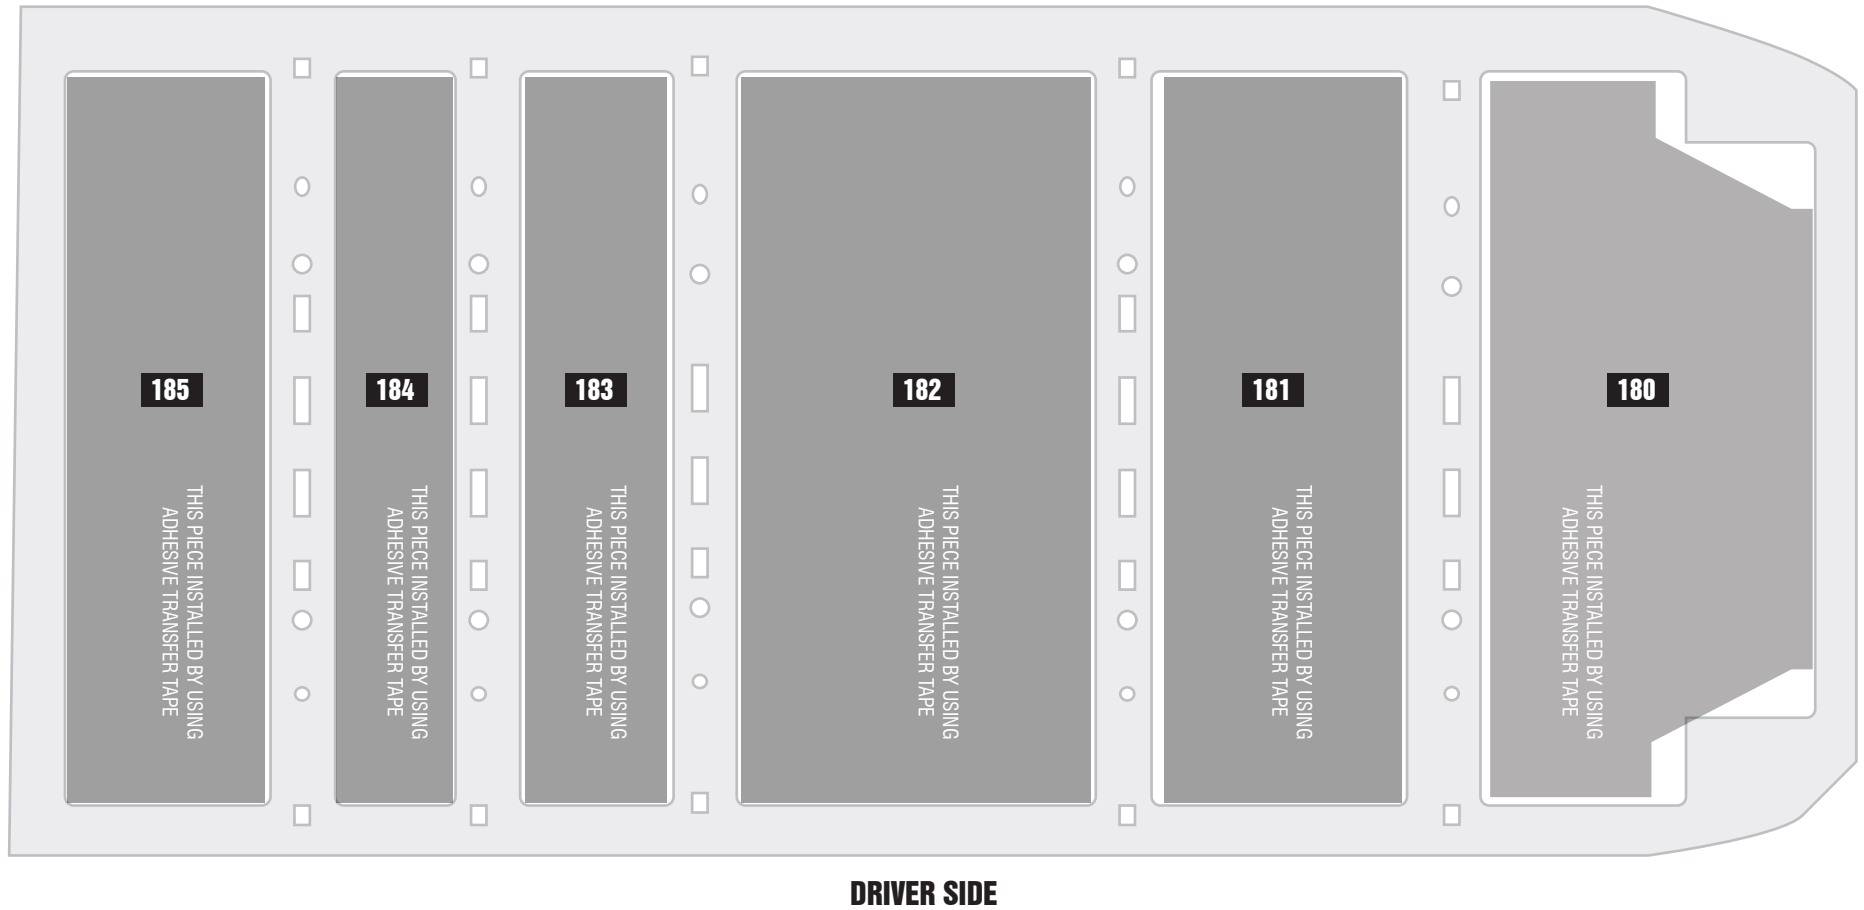 185
184
183
182
181
180
THIS PIECE INSTALLED BY USING
ADHESIVE TRANSFER TAPE
THIS PIECE INSTALLED BY USING
ADHESIVE TRANSFER TAPE
THIS PIECE INSTALLED BY USING
ADHESIVE TRANSFER TAPE
THIS PIECE INSTALLED BY USING
ADHESIVE TRANSFER TAPE
THIS PIECE INSTALLED BY USING
ADHESIVE TRANSFER TAPE
THIS PIECE INSTALLED BY USING
ADHESIVE TRANSFER TAPE
DRIVER SIDE